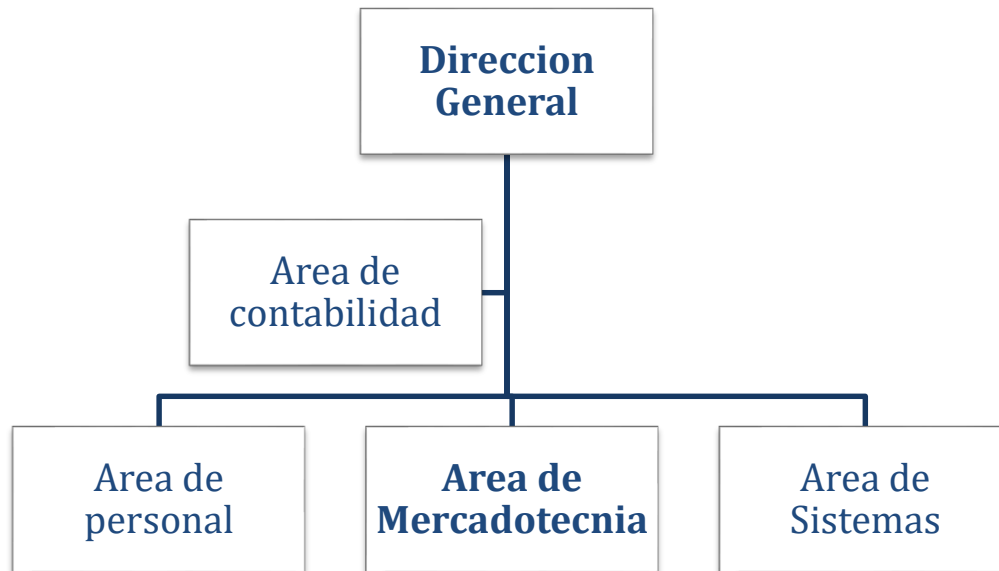 Direccion
General
Area de
contabilidad
Area de
personal
Area de
Mercadotecnia
Area de
Sistemas